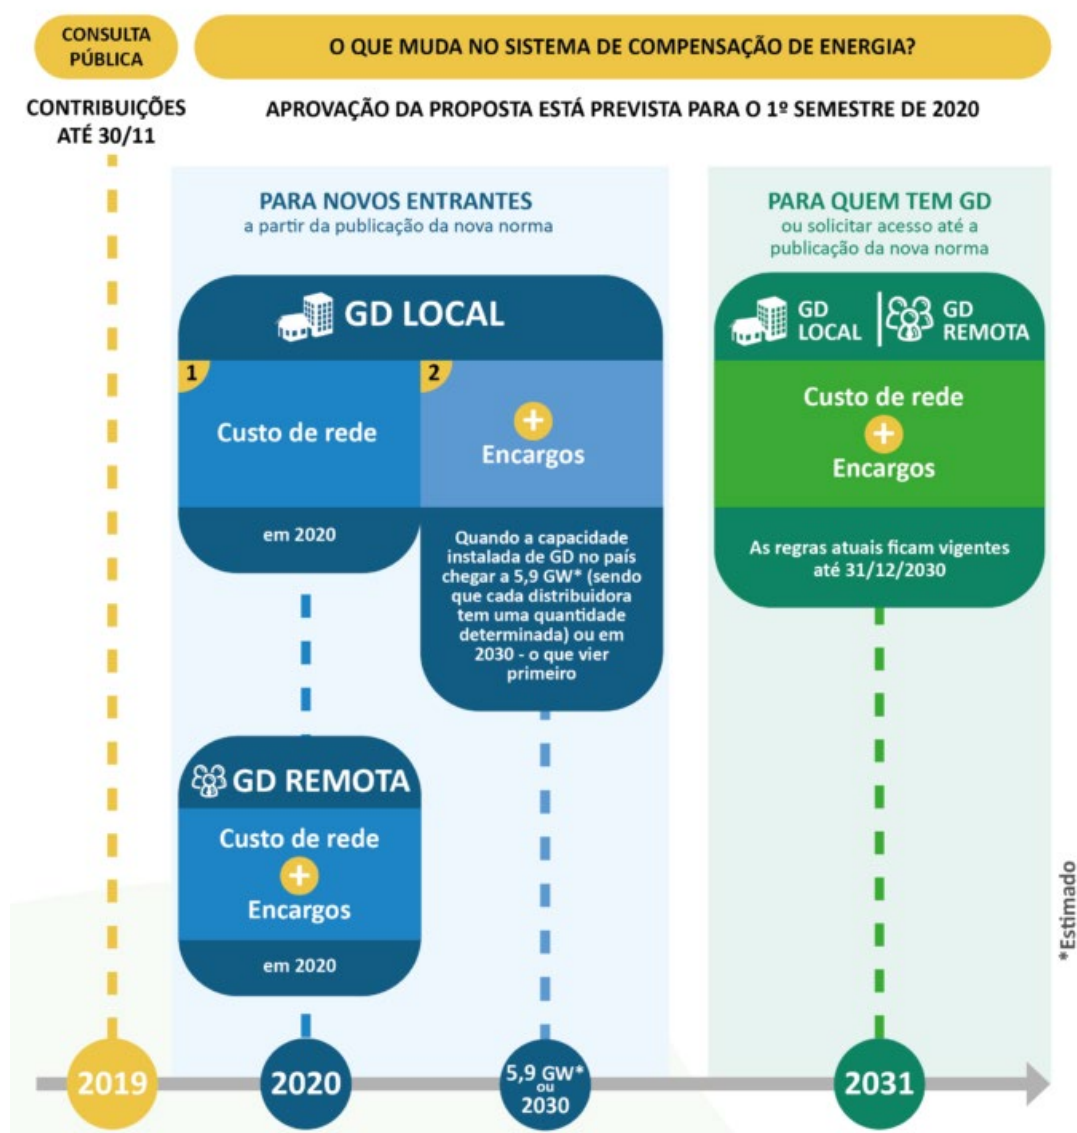 CONSULTA
PÚBLICA
O QUE MUDA NO SISTEMA DE COMPENSAÇÃO DE ENERGIA?
CONTRIBUIÇÕES
ATÉ 30/11
APROVAÇÃO DA PROPOSTA ESTÁ PREVISTA PARA O 1º SEMESTRE DE 2020
PARA NOVOS ENTRANTES
a partir da publicação da nova norma
GD LOCAL
1
Custo de rede
em 2020
2
+
Encargos
Quando a capacidade
instalada de GD no país
chegar a 5,9 GW* (sendo
que cada distribuidora
tem uma quantidade
determinada) ou em
2030 - o que vier
primeiro
GD REMOTA
Custo de rede
+
Encargos
em 2020
PARA QUEM TEM GD
ou solicitar acesso até a
publicação da nova norma
GD
LOCAL
GD
REMOTA
Custo de rede
+
Encargos
As regras atuais ficam vigentes
até 31/12/2030
*Estimado
2019
2020
5,9 GW*
ou
2030
2031